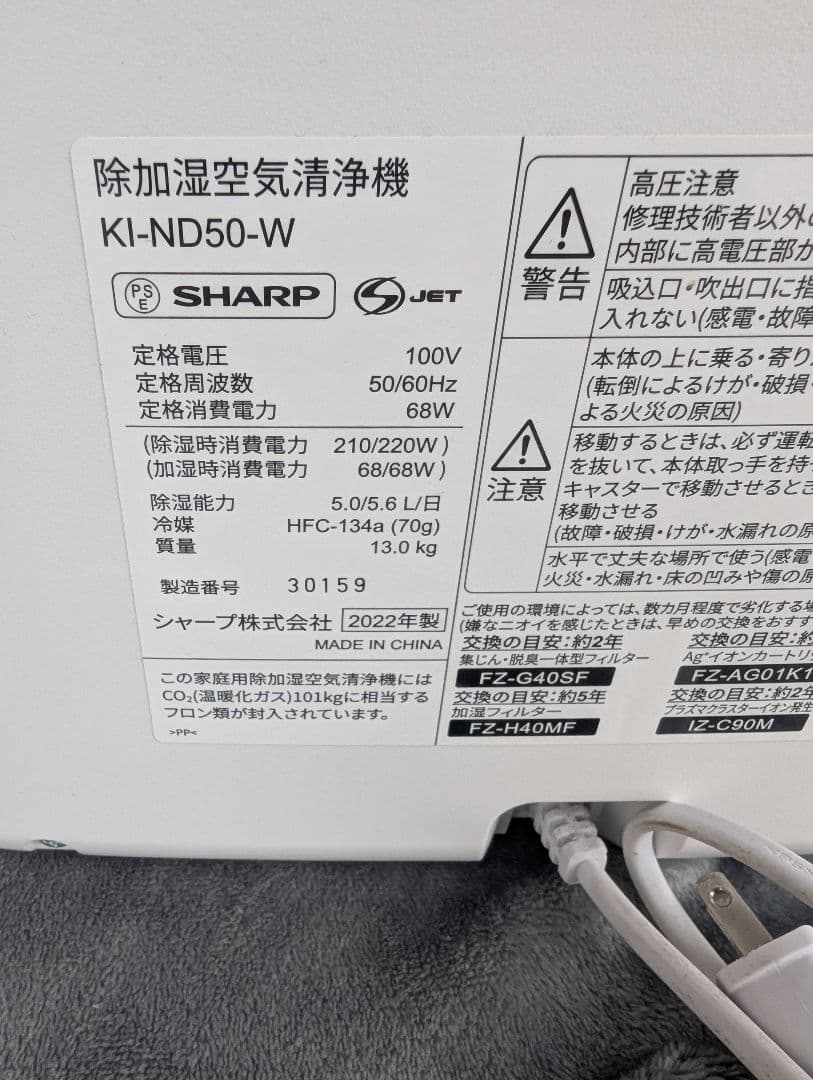 除加湿空気清浄機
KI-ND50-W
PS
E
SHARP
S JET
定格電圧 100V
定格周波数 50/60Hz
定格消費電力 68W
(除湿時消費電力 210/220W)
(加湿時消費電力 68/68W)
除湿能力 5.0/5.6 L/日
冷媒 HFC-134a (70g)
質量 13.0 kg
製造番号 30159
シャープ株式会社 2022年製
MADE IN CHINA
この家庭用除加湿空気清浄機には
CO₂(温暖化ガス)101kgに相当する
フロン類が封入されています。
>PP<
警告
高圧注意
修理技術者以外
内部に高電圧部が
吸込口・吹出口に指
入れない(感電・故障
注意
本体の上に乗る・寄り
(転倒によるけが・破損・
よる火災の原因)
移動するときは、必ず運転
を抜いて、本体取っ手を持
キャスターで移動させるとき
移動させる
(故障・破損・けが・水漏れの原
水平で丈夫な場所で使う(感電
火災・水漏れ・床の凹みや傷の原
ご使用の環境によっては、数カ月程度で劣化する場
(嫌なニオイを感じたときは、早めの交換をおすす
交換の目安:約2年
集じん・脱臭一体型フィルター
FZ-G40SF
交換の目安:約5年
加湿フィルター
FZ-H40MF
交換の目安:約
Ag⁺イオンカートリ
FZ-AG01K1
交換の目安:約2年
プラズマクラスターイオン発生
IZ-C90M